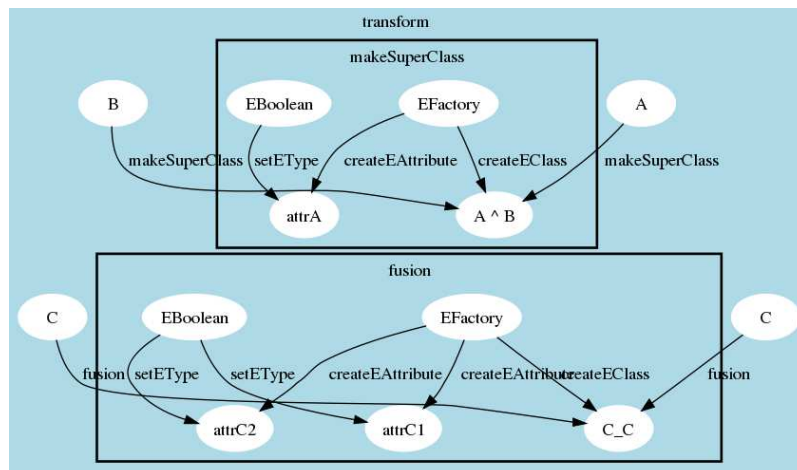 transform
makeSuperClass
B EBoolean EFactory A
makeSuperClass setEType createEAttribute createEClass makeSuperClass
attrA A ^ B
fusion
C EBoolean EFactory C
fusion setEType setEType createEAttribute createEAttribute createEClass fusion
attrC2 attrC1 C_C